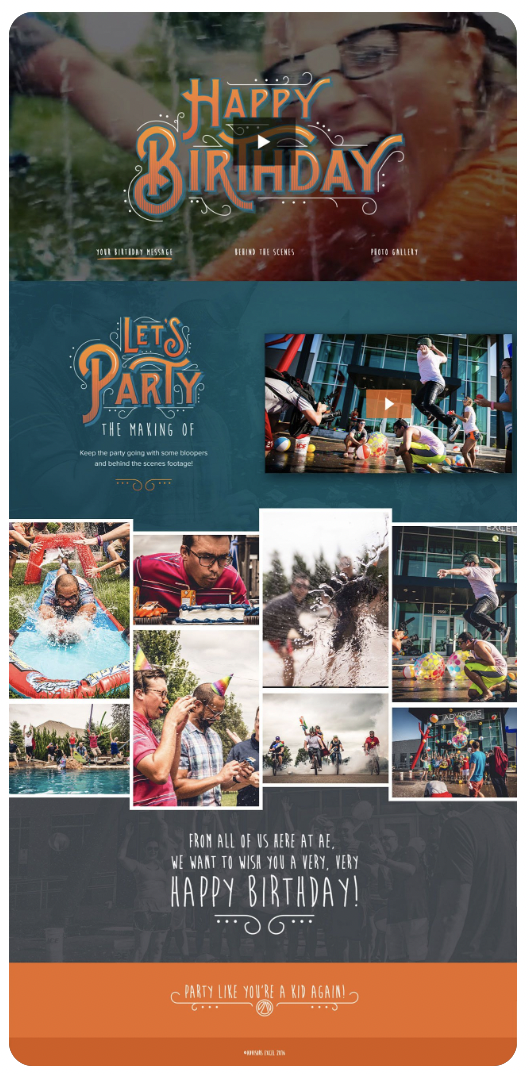 HAPPY
BIRTHDAY
YOUR BIRTHDAY MESSAGE
BEHIND THE SCENES
PHOTO GALLERY
LET'S
PARTY
THE MAKING OF
Keep the party going with some bloopers
and behind the scenes footage!
FROM ALL OF US HERE AT AE,
WE WANT TO WISH YOU A VERY, VERY
HAPPY BIRTHDAY!
PARTY LIKE YOU'RE A KID AGAIN!